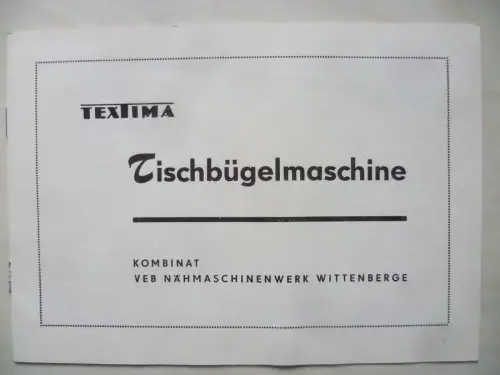 TEXTIMA
Tischbügelmaschine
KOMBINAT
VEB NÄHMASCHINENWERK WITTENBERGE